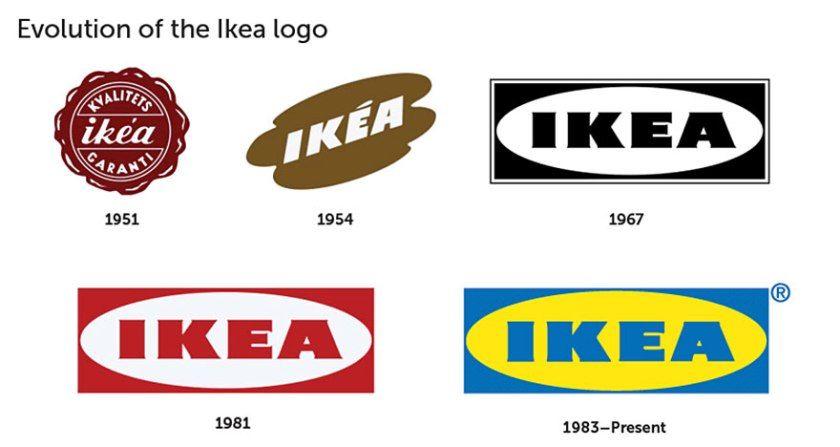 Evolution of the Ikea logo
KVALITETS
ikéa
GARANTI
1951
IKÉA
1954
IKEA
1967
IKEA
1981
IKEA ®
1983–Present